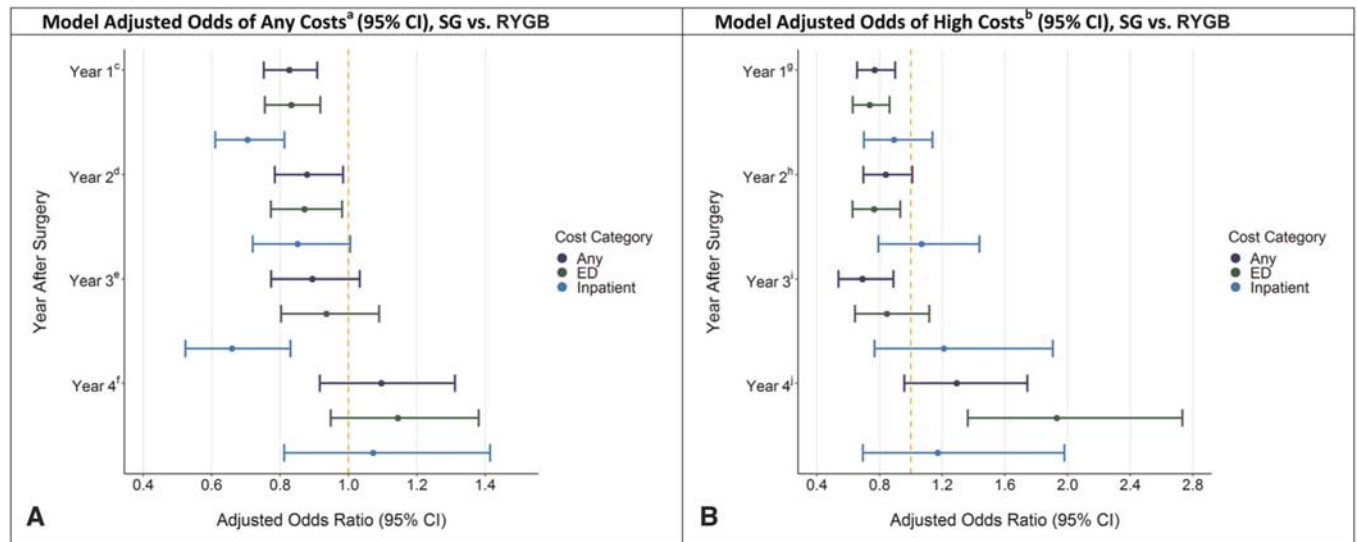 Model Adjusted Odds of Any Costsᵃ (95% CI), SG vs. RYGB
Year After Surgery
Year 1ᶜ
Year 2ᵈ
Year 3ᵉ
Year 4ᶠ
Cost Category
Any
ED
Inpatient
0.4 0.6 0.8 1.0 1.2 1.4
A
Adjusted Odds Ratio (95% CI)
Model Adjusted Odds of High Costsᵇ (95% CI), SG vs. RYGB
Year After Surgery
Year 1ᵍ
Year 2ʰ
Year 3ⁱ
Year 4ʲ
Cost Category
Any
ED
Inpatient
0.4 0.8 1.2 1.6 2.0 2.4 2.8
B
Adjusted Odds Ratio (95% CI)